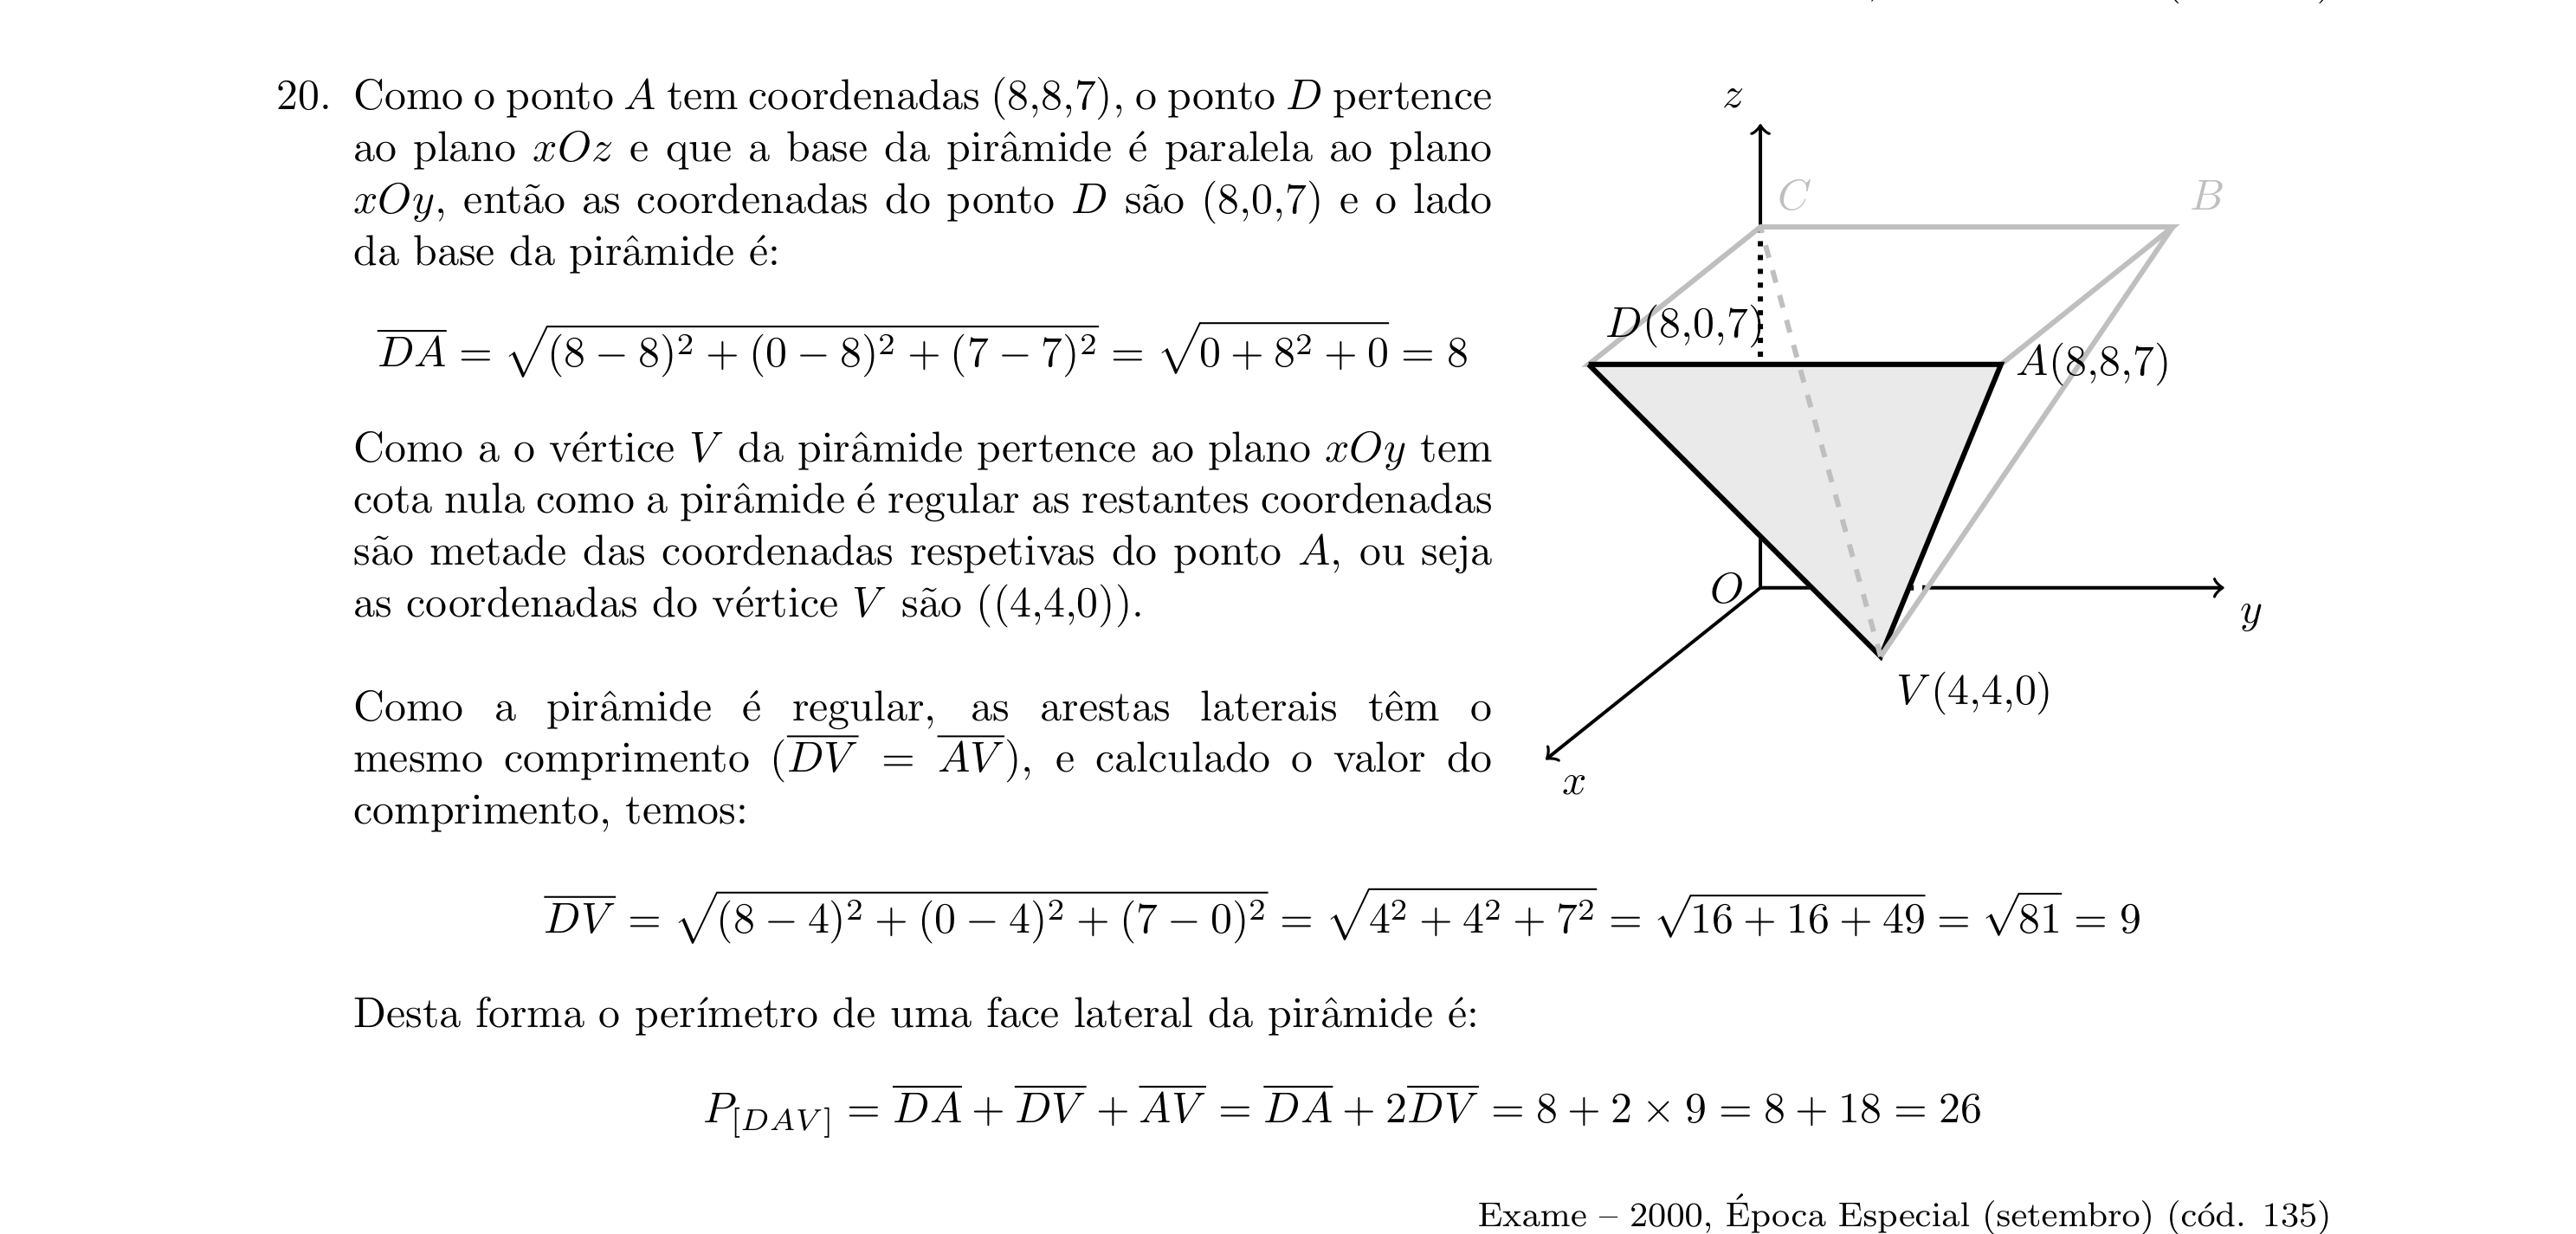 20. Como o ponto A tem coordenadas (8,8,7), o ponto D pertence
ao plano xOz e que a base da pirâmide é paralela ao plano
xOy, então as coordenadas do ponto D são (8,0,7) e o lado
da base da pirâmide é:
\overline{DA} = \sqrt{(8 − 8)^2 + (0 − 8)^2 + (7 − 7)^2} = \sqrt{0 + 8^2 + 0} = 8
Como a o vértice V da pirâmide pertence ao plano xOy tem
cota nula como a pirâmide é regular as restantes coordenadas
são metade das coordenadas respetivas do ponto A, ou seja
as coordenadas do vértice V são ((4,4,0)).
Como a pirâmide é regular, as arestas laterais têm o
mesmo comprimento (\overline{DV} = \overline{AV}), e calculado o valor do
comprimento, temos:
z
C
B
D(8,0,7)
A(8,8,7)
O
y
V(4,4,0)
x
\overline{DV} = \sqrt{(8 − 4)^2 + (0 − 4)^2 + (7 − 0)^2} = \sqrt{4^2 + 4^2 + 7^2} = \sqrt{16 + 16 + 49} = \sqrt{81} = 9
Desta forma o perímetro de uma face lateral da pirâmide é:
P_{[DAV]} = \overline{DA} + \overline{DV} + \overline{AV} = \overline{DA} + 2\overline{DV} = 8 + 2 × 9 = 8 + 18 = 26
Exame – 2000, Época Especial (setembro) (cód. 135)